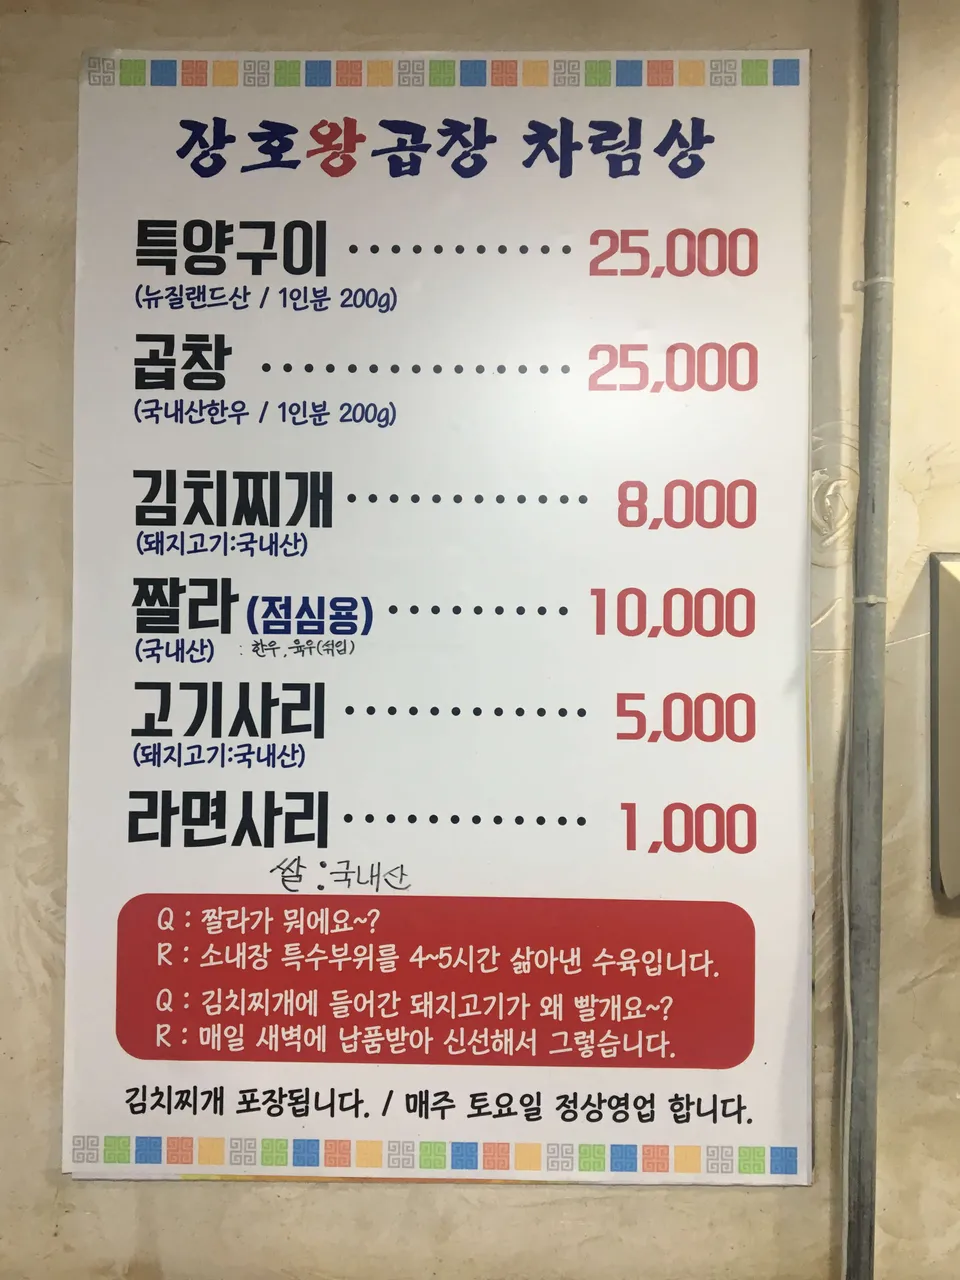 장호왕곱창 차림상
특양구이 ··········· 25,000
(뉴질랜드산 / 1인분 200g)
곱창 ··············· 25,000
(국내산한우 / 1인분 200g)
김치찌개 ············ 8,000
(돼지고기:국내산)
짤라(점심용) ········· 10,000
(국내산) : 한우, 육우(섞임)
고기사리 ············ 5,000
(돼지고기:국내산)
라면사리 ············ 1,000
쌀 : 국내산
Q : 짤라가 뭐에요~?
R : 소내장 특수부위를 4~5시간 삶아낸 수육입니다.
Q : 김치찌개에 들어간 돼지고기가 왜 빨개요~?
R : 매일 새벽에 납품받아 신선해서 그렇습니다.
김치찌개 포장됩니다. / 매주 토요일 정상영업 합니다.